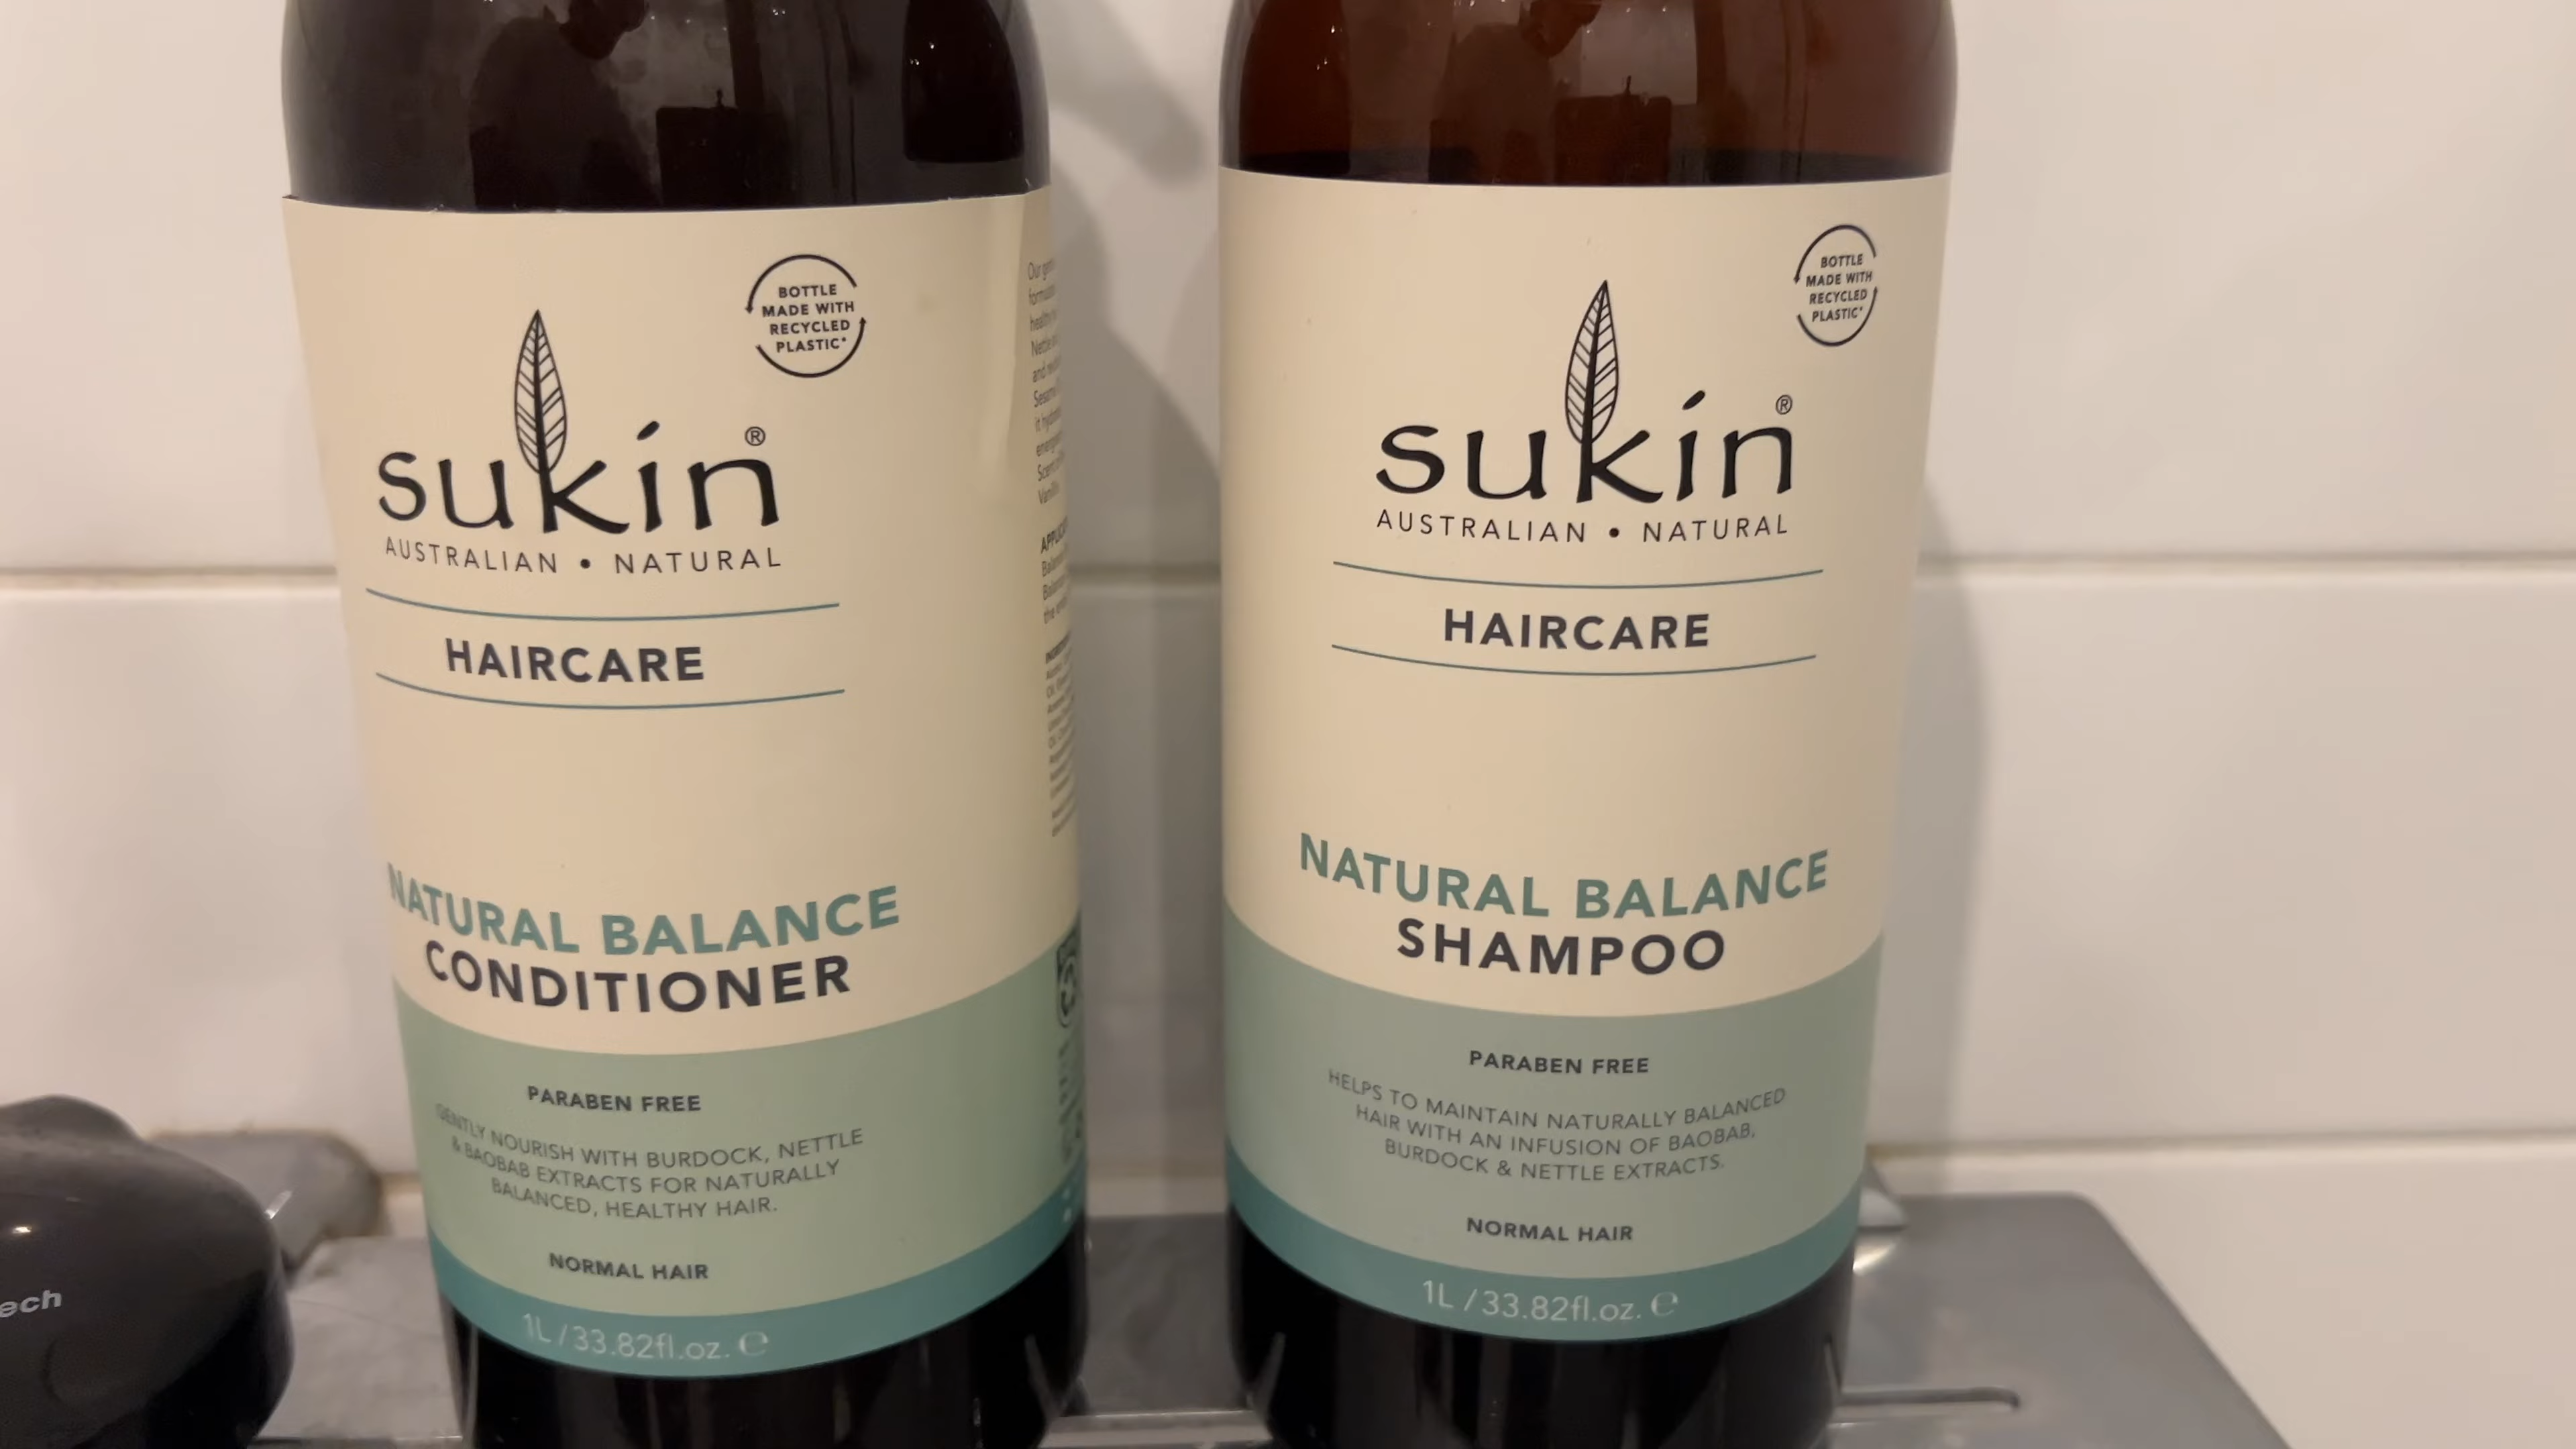 BOTTLE
MADE WITH
RECYCLED
PLASTIC*
sukin®
AUSTRALIAN • NATURAL
HAIRCARE
NATURAL BALANCE
CONDITIONER
PARABEN FREE
GENTLY NOURISH WITH BURDOCK, NETTLE
& BAOBAB EXTRACTS FOR NATURALLY
BALANCED, HEALTHY HAIR.
NORMAL HAIR
1L / 33.82fl.oz. ℮
BOTTLE
MADE WITH
RECYCLED
PLASTIC*
sukin®
AUSTRALIAN • NATURAL
HAIRCARE
NATURAL BALANCE
SHAMPOO
PARABEN FREE
HELPS TO MAINTAIN NATURALLY BALANCED
HAIR WITH AN INFUSION OF BAOBAB,
BURDOCK & NETTLE EXTRACTS.
NORMAL HAIR
1L / 33.82fl.oz. ℮